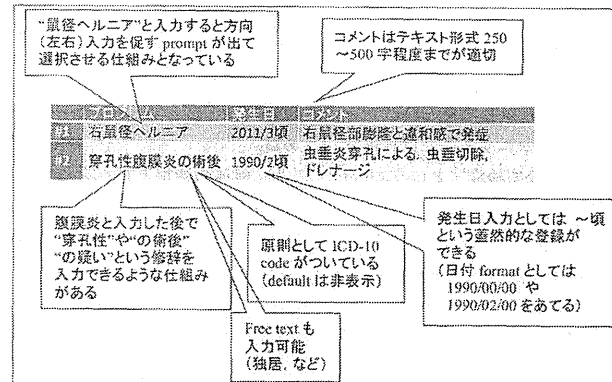 “鼠径ヘルニア”と入力すると方向
（左右）入力を促す prompt が出て
選択させる仕組みとなっている
コメントはテキスト形式 250
～500 字程度までが適切
プログラム 発生日 コメント
#1 右鼠径ヘルニア 2011/3頃 右鼠径部膨隆と違和感で発症
#2 穿孔性腹膜炎の術後 1990/2頃 虫垂炎穿孔による、虫垂切除,
ドレナージ
腹膜炎と入力した後で
“穿孔性”や“の術後”
“の疑い”という修辞を
入力できるような仕組み
がある
原則として ICD-10
code がついている
（default は非表示）
Free text も
入力可能
（独居, など）
発生日入力としては ～頃
という蓋然的な登録が
できる
（日付 format としては
1990/00/00 や
1990/02/00 をあてる）